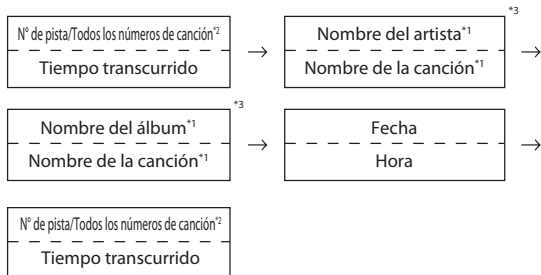 N° de pista/Todos los números de canción*2
Tiempo transcurrido
→
*3
Nombre del artista*1
Nombre de la canción*1
→
*3
Nombre del álbum*1
Nombre de la canción*1
→
Fecha
Hora
→
N° de pista/Todos los números de canción*2
Tiempo transcurrido